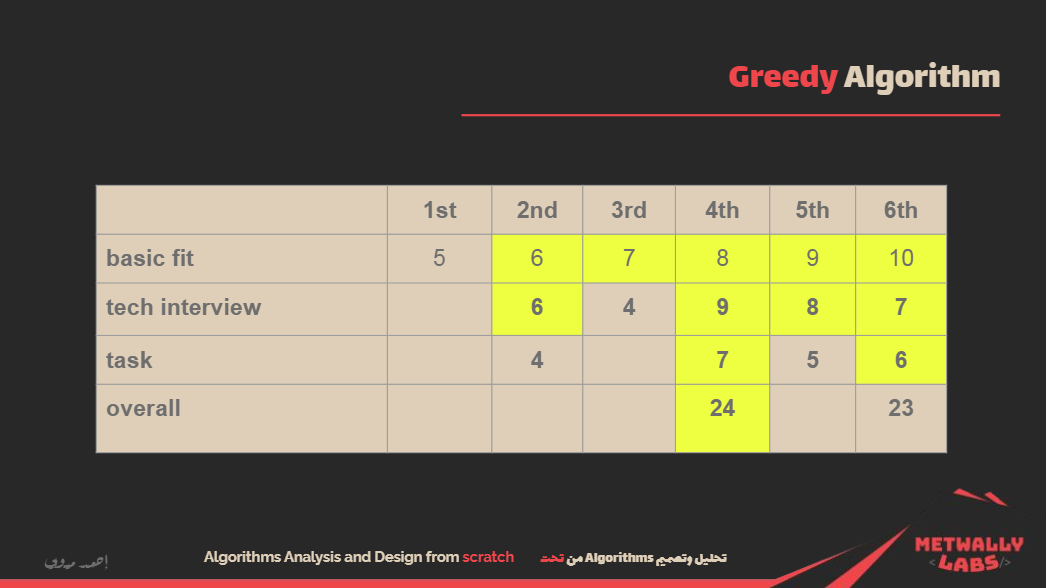 Greedy Algorithm
1st 2nd 3rd 4th 5th 6th
basic fit 5 6 7 8 9 10
tech interview 6 4 9 8 7
task 4 7 5 6
overall 24 23
Algorithms Analysis and Design from scratch
تحليل وتصميم Algorithms من تحت
METWALLY
<LABS/>